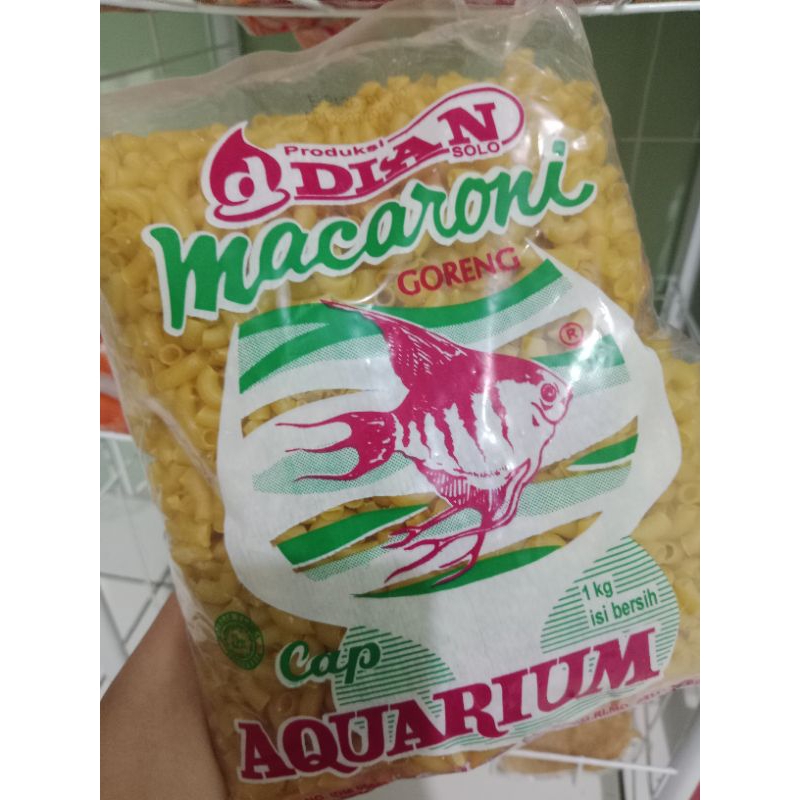 Produksi
d DIAN
SOLO
macaroni
GORENG
®
1 kg
isi bersih
Cap
AQUARIUM